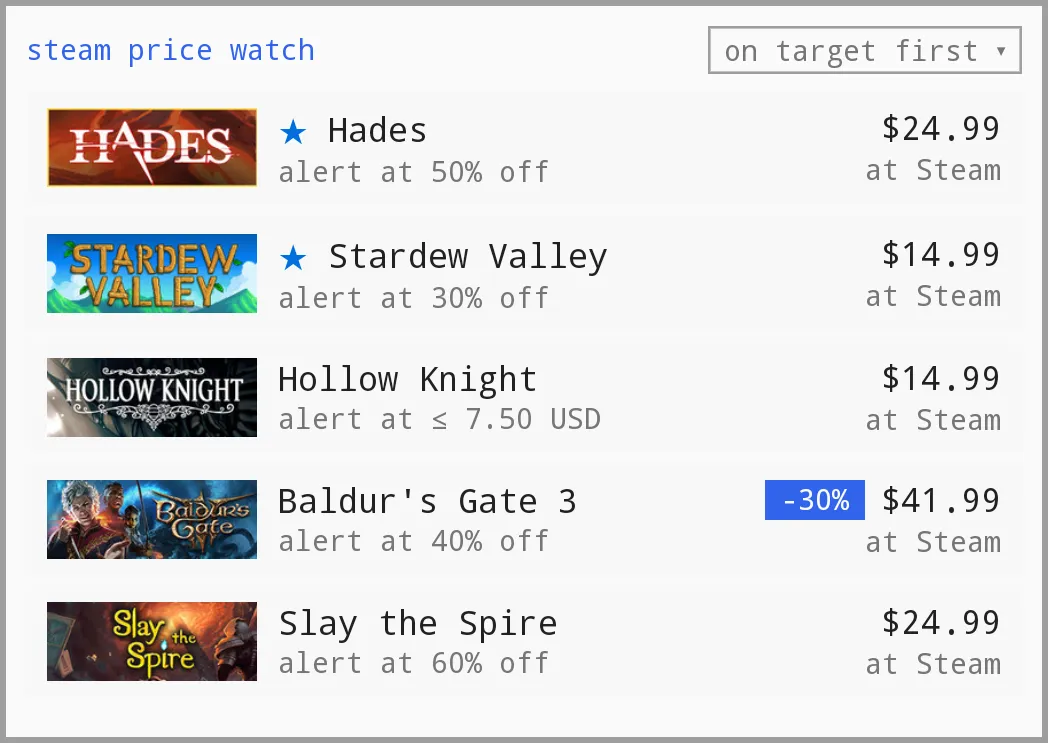 steam price watch
on target first ▾
HADES
★ Hades
alert at 50% off
$24.99
at Steam
STARDEW
VALLEY
★ Stardew Valley
alert at 30% off
$14.99
at Steam
HOLLOW KNIGHT
Hollow Knight
alert at ≤ 7.50 USD
$14.99
at Steam
Baldur's
Gate
Baldur's Gate 3
alert at 40% off
-30% $41.99
at Steam
Slay the
Spire
Slay the Spire
alert at 60% off
$24.99
at Steam